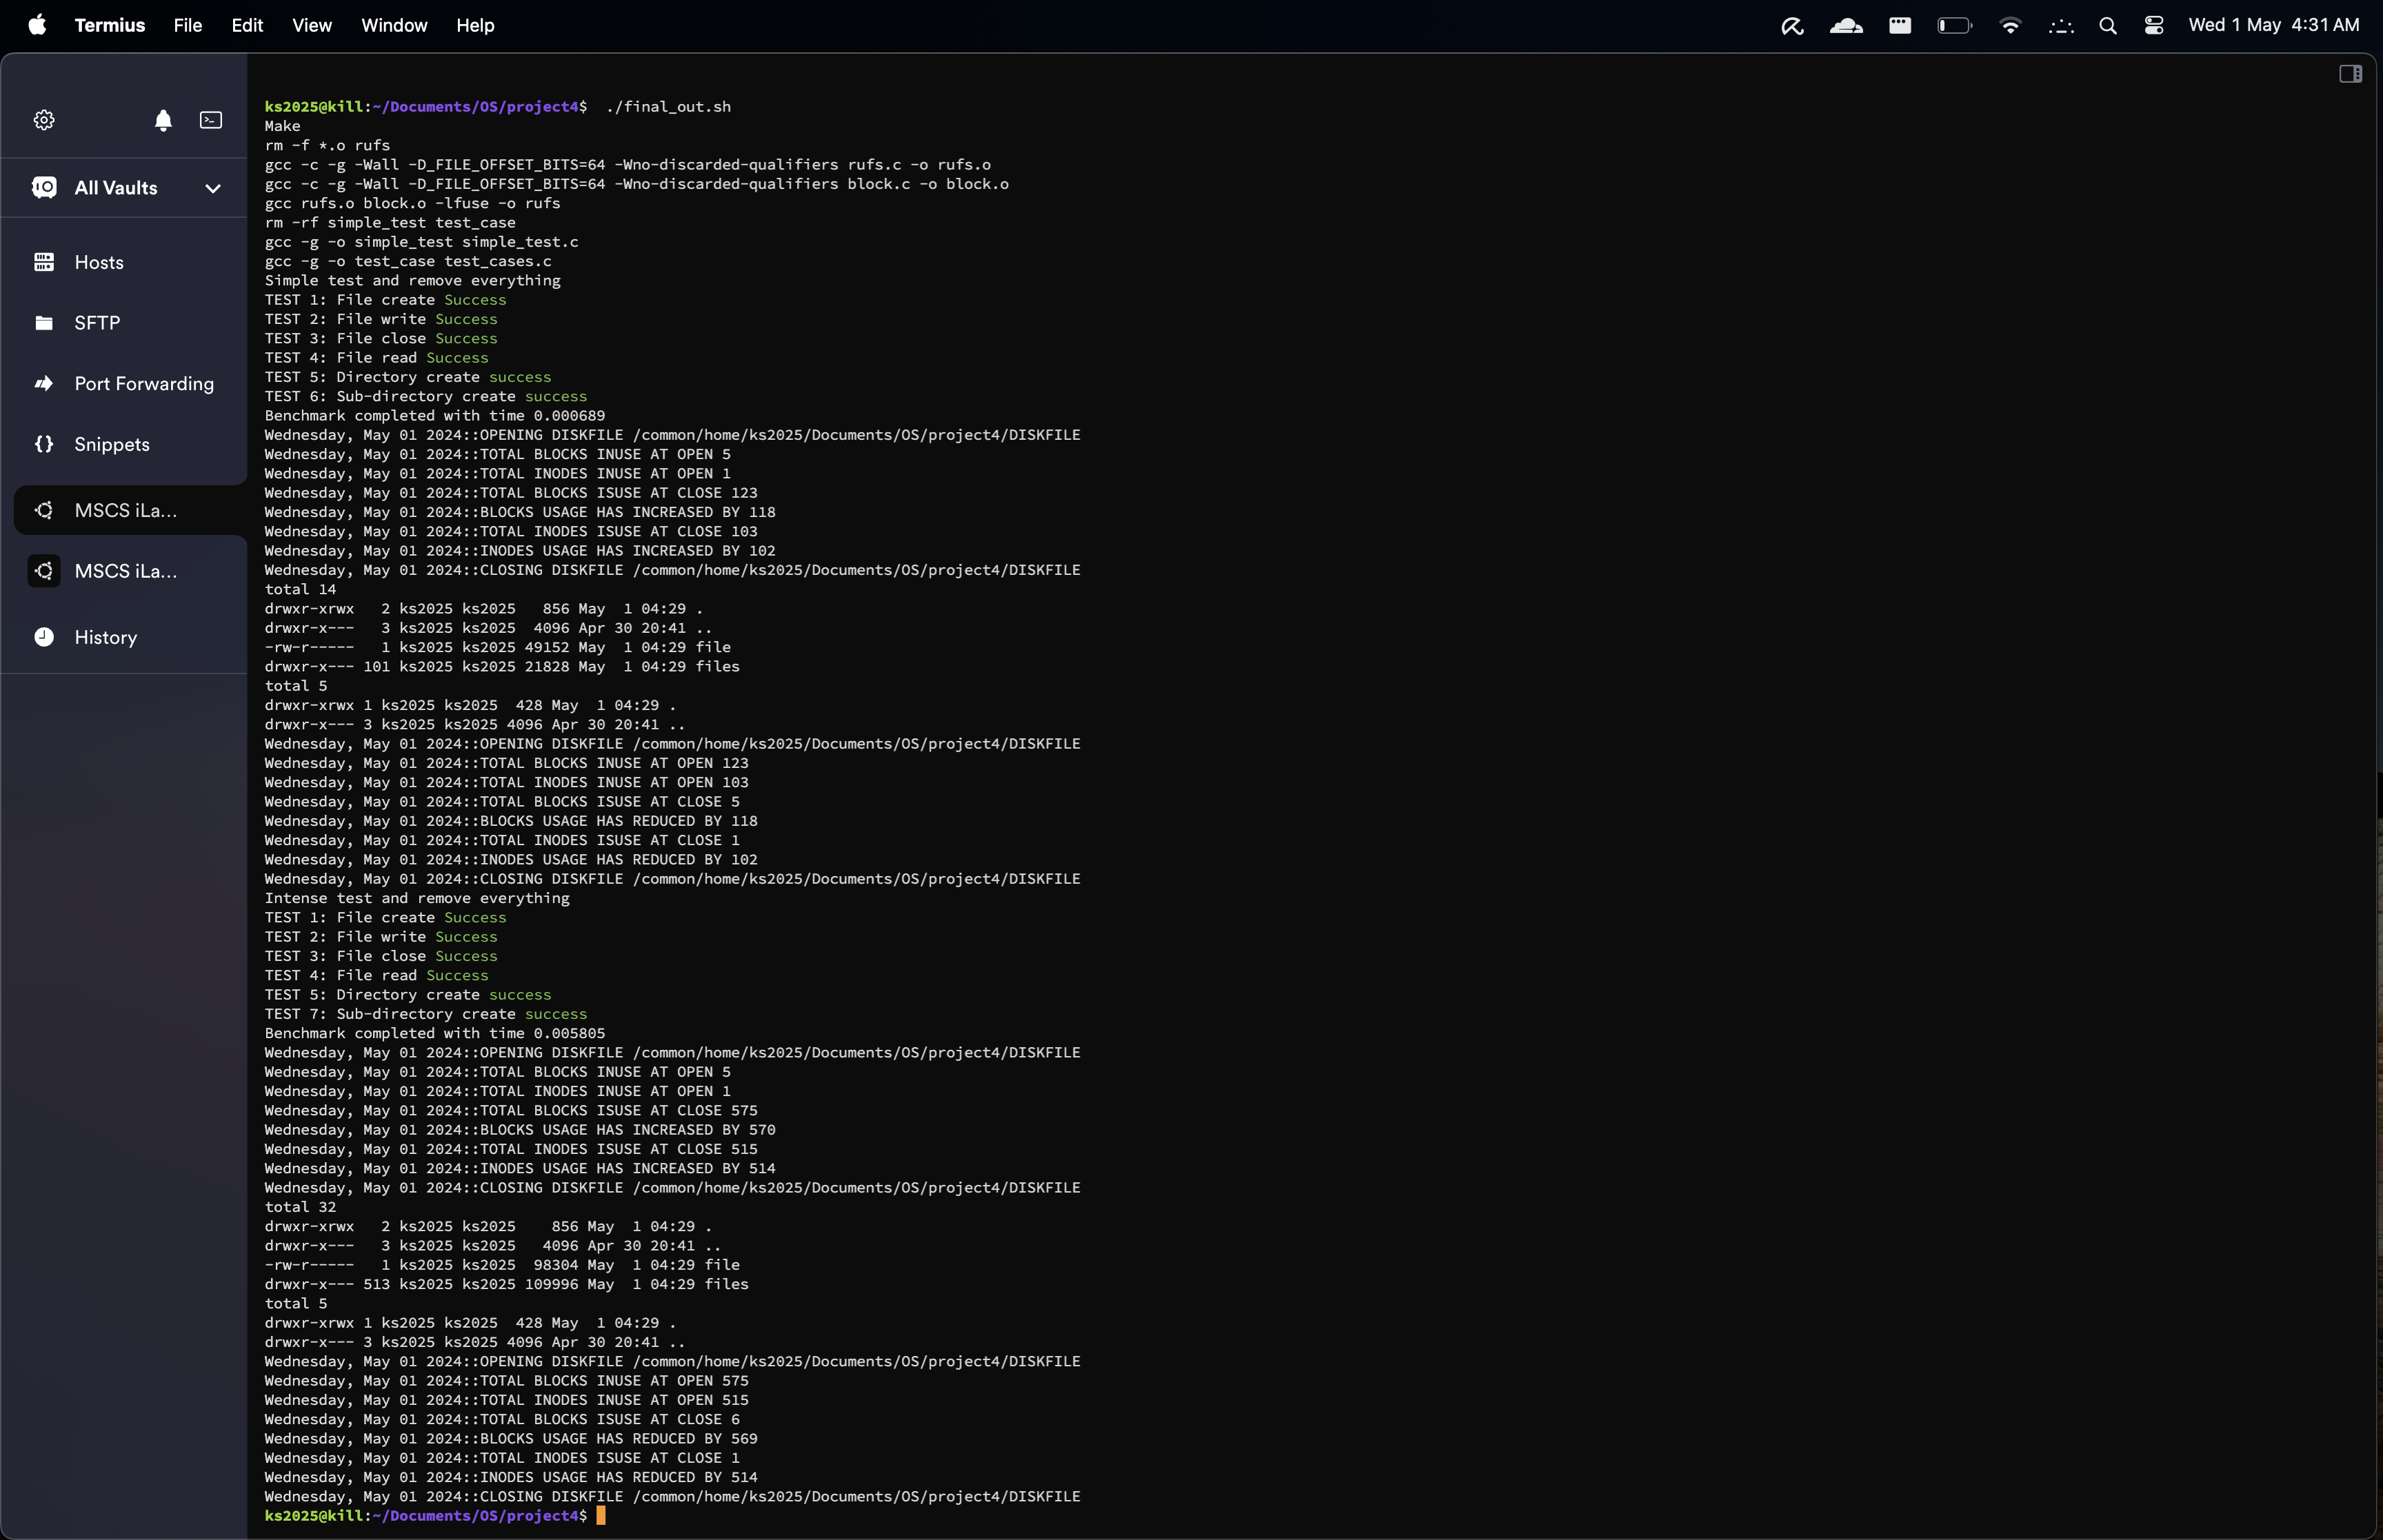 Termius File Edit View Window Help Wed 1 May 4:31 AM
All Vaults
Hosts
SFTP
Port Forwarding
Snippets
MSCS iLa...
MSCS iLa...
History
ks2025@kill:~/Documents/OS/project4$  ./final_out.sh
Make
rm -f *.o rufs
gcc -c -g -Wall -D_FILE_OFFSET_BITS=64 -Wno-discarded-qualifiers rufs.c -o rufs.o
gcc -c -g -Wall -D_FILE_OFFSET_BITS=64 -Wno-discarded-qualifiers block.c -o block.o
gcc rufs.o block.o -lfuse -o rufs
rm -rf simple_test test_case
gcc -g -o simple_test simple_test.c
gcc -g -o test_case test_cases.c
Simple test and remove everything
TEST 1: File create Success
TEST 2: File write Success
TEST 3: File close Success
TEST 4: File read Success
TEST 5: Directory create success
TEST 6: Sub-directory create success
Benchmark completed with time 0.000689
Wednesday, May 01 2024::OPENING DISKFILE /common/home/ks2025/Documents/OS/project4/DISKFILE
Wednesday, May 01 2024::TOTAL BLOCKS INUSE AT OPEN 5
Wednesday, May 01 2024::TOTAL INODES INUSE AT OPEN 1
Wednesday, May 01 2024::TOTAL BLOCKS ISUSE AT CLOSE 123
Wednesday, May 01 2024::BLOCKS USAGE HAS INCREASED BY 118
Wednesday, May 01 2024::TOTAL INODES ISUSE AT CLOSE 103
Wednesday, May 01 2024::INODES USAGE HAS INCREASED BY 102
Wednesday, May 01 2024::CLOSING DISKFILE /common/home/ks2025/Documents/OS/project4/DISKFILE
total 14
drwxr-xrwx   2 ks2025 ks2025   856 May  1 04:29 .
drwxr-x---   3 ks2025 ks2025  4096 Apr 30 20:41 ..
-rw-r-----   1 ks2025 ks2025 49152 May  1 04:29 file
drwxr-x--- 101 ks2025 ks2025 21828 May  1 04:29 files
total 5
drwxr-xrwx 1 ks2025 ks2025  428 May  1 04:29 .
drwxr-x--- 3 ks2025 ks2025 4096 Apr 30 20:41 ..
Wednesday, May 01 2024::OPENING DISKFILE /common/home/ks2025/Documents/OS/project4/DISKFILE
Wednesday, May 01 2024::TOTAL BLOCKS INUSE AT OPEN 123
Wednesday, May 01 2024::TOTAL INODES INUSE AT OPEN 103
Wednesday, May 01 2024::TOTAL BLOCKS ISUSE AT CLOSE 5
Wednesday, May 01 2024::BLOCKS USAGE HAS REDUCED BY 118
Wednesday, May 01 2024::TOTAL INODES ISUSE AT CLOSE 1
Wednesday, May 01 2024::INODES USAGE HAS REDUCED BY 102
Wednesday, May 01 2024::CLOSING DISKFILE /common/home/ks2025/Documents/OS/project4/DISKFILE
Intense test and remove everything
TEST 1: File create Success
TEST 2: File write Success
TEST 3: File close Success
TEST 4: File read Success
TEST 5: Directory create success
TEST 7: Sub-directory create success
Benchmark completed with time 0.005805
Wednesday, May 01 2024::OPENING DISKFILE /common/home/ks2025/Documents/OS/project4/DISKFILE
Wednesday, May 01 2024::TOTAL BLOCKS INUSE AT OPEN 5
Wednesday, May 01 2024::TOTAL INODES INUSE AT OPEN 1
Wednesday, May 01 2024::TOTAL BLOCKS ISUSE AT CLOSE 575
Wednesday, May 01 2024::BLOCKS USAGE HAS INCREASED BY 570
Wednesday, May 01 2024::TOTAL INODES ISUSE AT CLOSE 515
Wednesday, May 01 2024::INODES USAGE HAS INCREASED BY 514
Wednesday, May 01 2024::CLOSING DISKFILE /common/home/ks2025/Documents/OS/project4/DISKFILE
total 32
drwxr-xrwx   2 ks2025 ks2025    856 May  1 04:29 .
drwxr-x---   3 ks2025 ks2025   4096 Apr 30 20:41 ..
-rw-r-----   1 ks2025 ks2025  98304 May  1 04:29 file
drwxr-x--- 513 ks2025 ks2025 109996 May  1 04:29 files
total 5
drwxr-xrwx 1 ks2025 ks2025  428 May  1 04:29 .
drwxr-x--- 3 ks2025 ks2025 4096 Apr 30 20:41 ..
Wednesday, May 01 2024::OPENING DISKFILE /common/home/ks2025/Documents/OS/project4/DISKFILE
Wednesday, May 01 2024::TOTAL BLOCKS INUSE AT OPEN 575
Wednesday, May 01 2024::TOTAL INODES INUSE AT OPEN 515
Wednesday, May 01 2024::TOTAL BLOCKS ISUSE AT CLOSE 6
Wednesday, May 01 2024::BLOCKS USAGE HAS REDUCED BY 569
Wednesday, May 01 2024::TOTAL INODES ISUSE AT CLOSE 1
Wednesday, May 01 2024::INODES USAGE HAS REDUCED BY 514
Wednesday, May 01 2024::CLOSING DISKFILE /common/home/ks2025/Documents/OS/project4/DISKFILE
ks2025@kill:~/Documents/OS/project4$